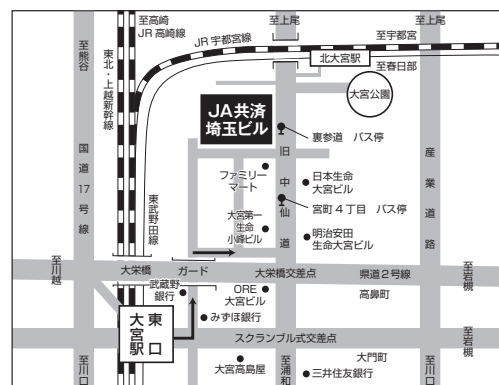 至高崎
JR高崎線
至熊谷
東北・上越新幹線
JR宇都宮線
至上尾
至上尾
至宇都宮
北大宮駅
至春日部
大宮公園
JA共済
埼玉ビル
裏参道 バス停
国道17号線
東武野田線
ファミリー
マート
旧中仙道
日本生命
大宮ビル
産業道路
宮町4丁目 バス停
大宮第一
生命
小峰ビル
明治安田
生命大宮ビル
至川越
大栄橋
ガード
大栄橋交差点
県道2号線
至岩槻
武蔵野
銀行
ORE
大宮ビル
高鼻町
みずほ銀行
大宮駅
東口
スクランブル式交差点
至岩槻
大門町
大宮高島屋
三井住友銀行
至川口
至浦和
至川口